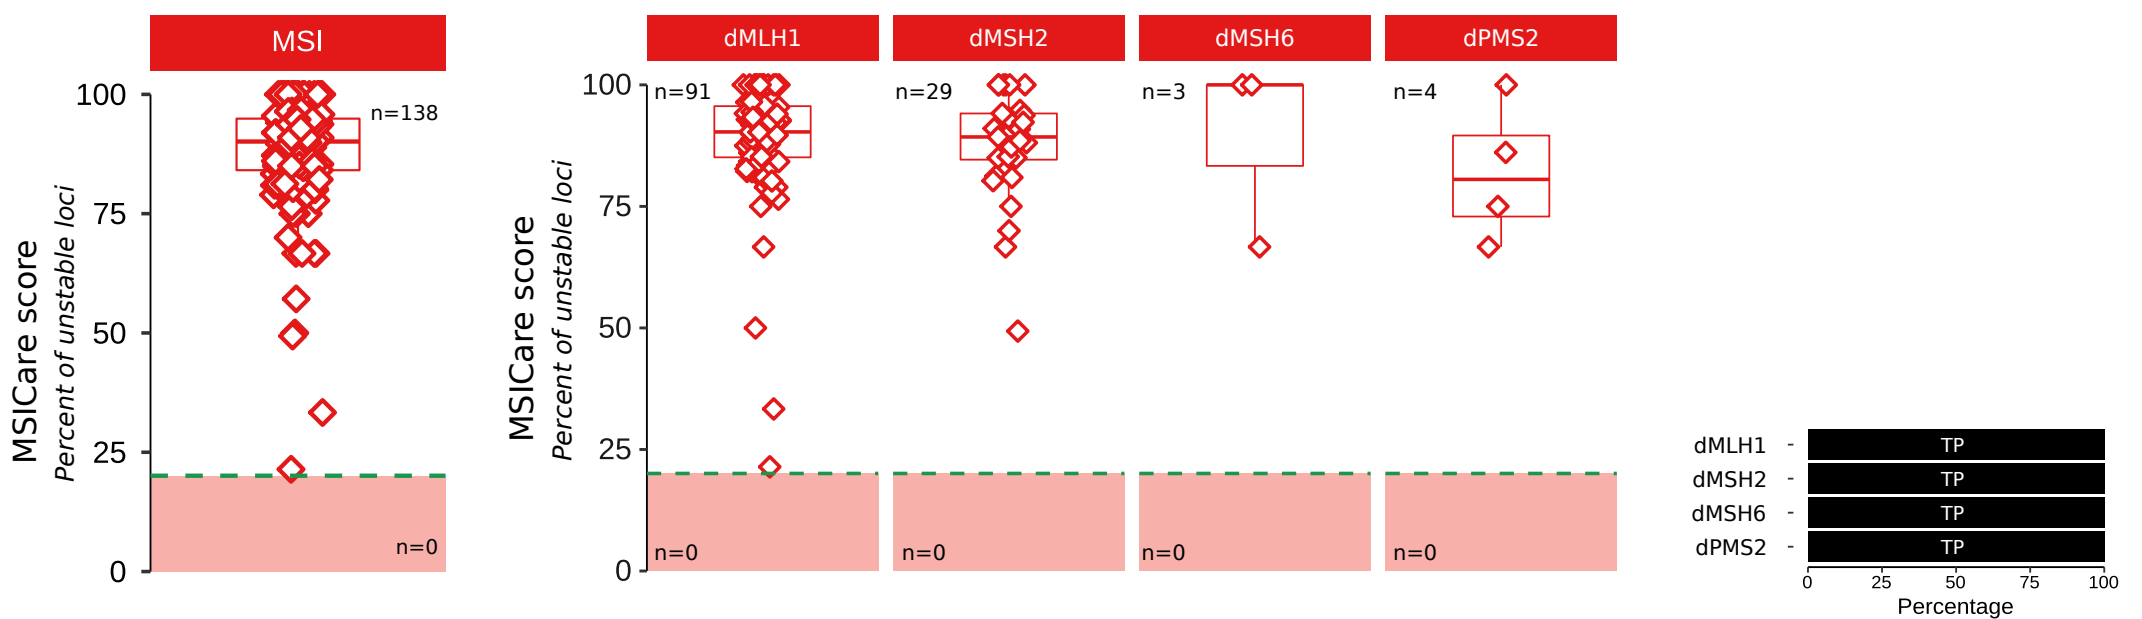 MSI
MSICare score
Percent of unstable loci
100
75
50
25
0
n=138
n=0
MSICare score
Percent of unstable loci
100
75
50
25
0
dMLH1
n=91
n=0
dMSH2
n=29
n=0
dMSH6
n=3
n=0
dPMS2
n=4
n=0
dMLH1 - TP
dMSH2 - TP
dMSH6 - TP
dPMS2 - TP
0 25 50 75 100
Percentage